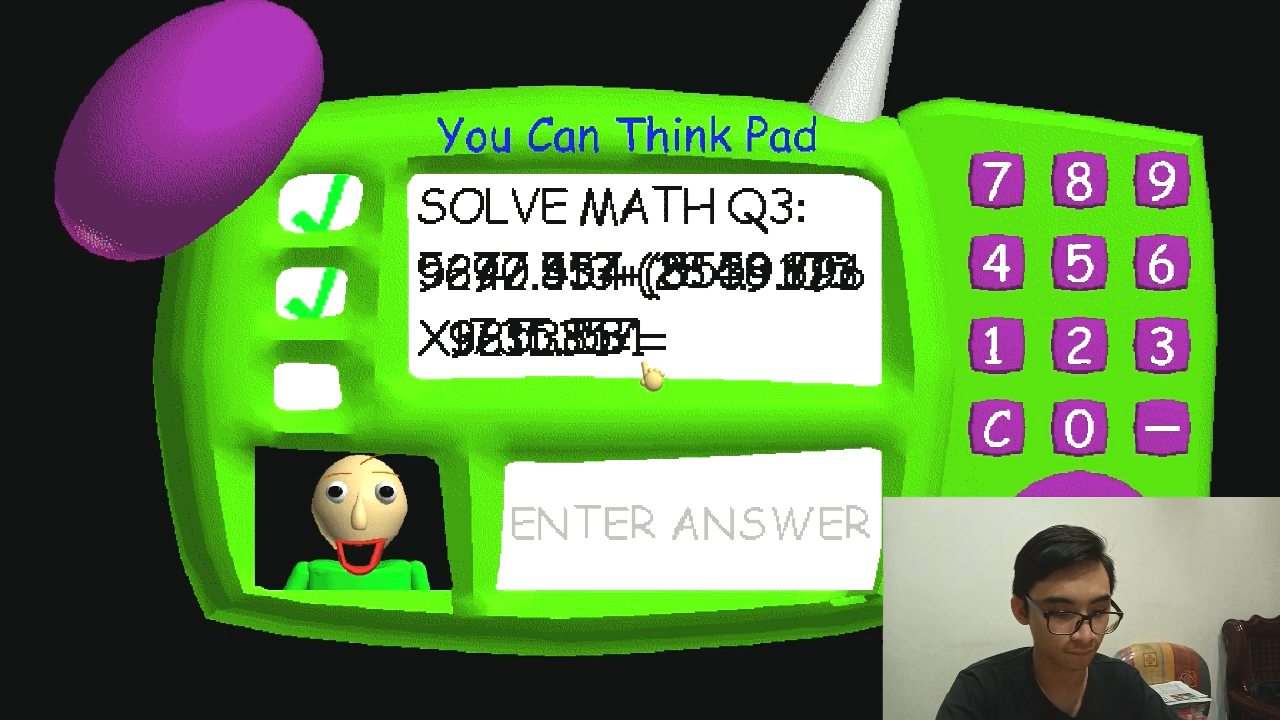 You Can Think Pad
SOLVE MATH Q3:
ENTER ANSWER
7 8 9
4 5 6
1 2 3
C 0 −